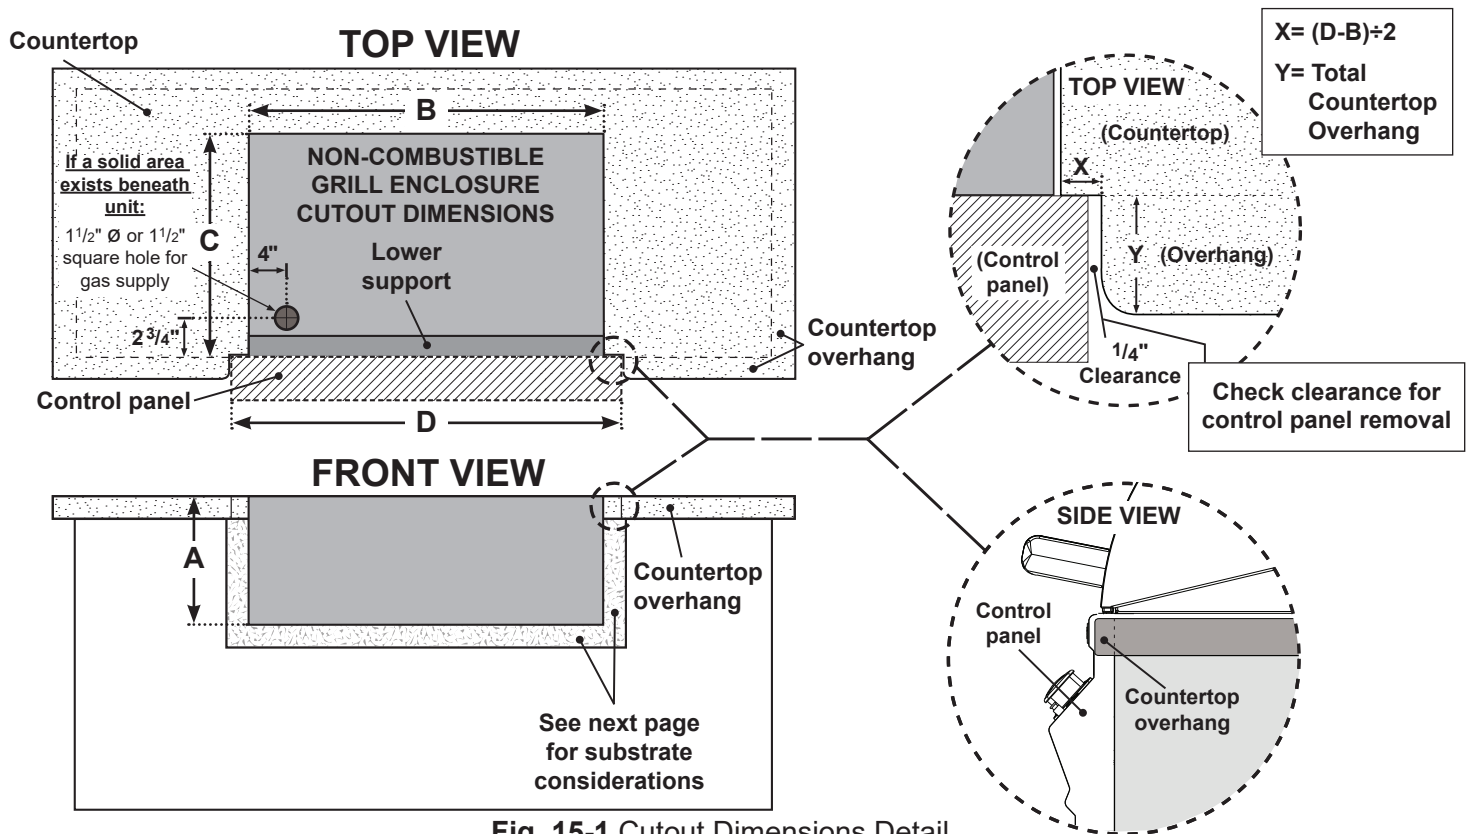 TOP VIEW
Countertop
B
NON-COMBUSTIBLE
GRILL ENCLOSURE
CUTOUT DIMENSIONS
If a solid area
exists beneath
unit:
1 1/2" Ø or 1 1/2"
square hole for
gas supply
C
4"
Lower
support
2 3/4"
Countertop
overhang
Control panel
D
X= (D-B)÷2
Y= Total
Countertop
Overhang
TOP VIEW
(Countertop)
X
(Control
panel)
Y
(Overhang)
1/4"
Clearance
Check clearance for
control panel removal
FRONT VIEW
A
Countertop
overhang
See next page
for substrate
considerations
SIDE VIEW
Control
panel
Countertop
overhang
Fig. 15-1 Cutout Dimensions Detail